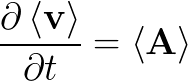 ∂⟨𝐯⟩/∂t = ⟨𝐀⟩